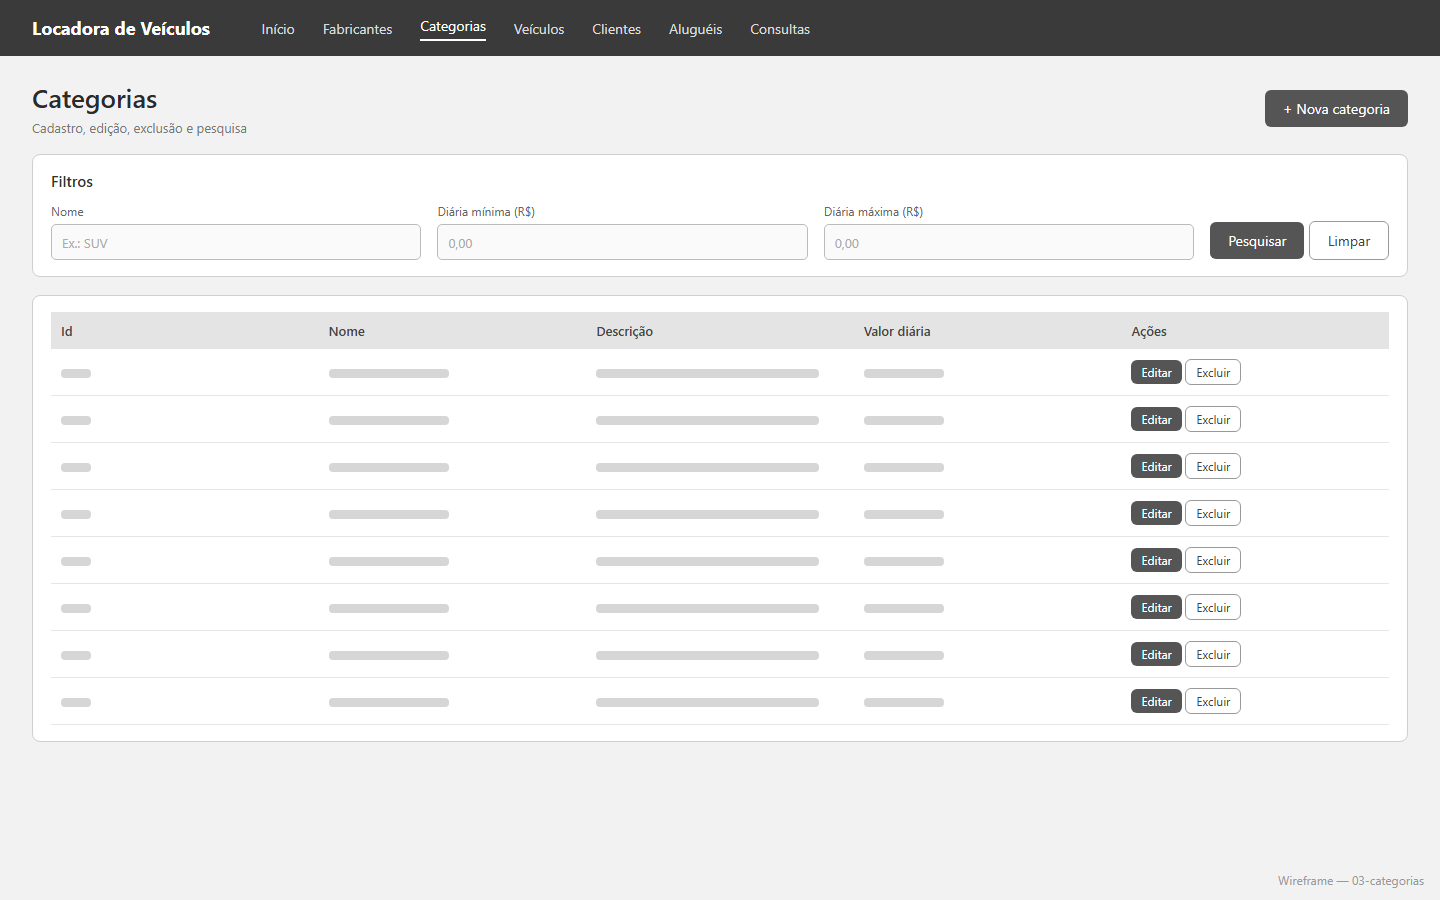 Locadora de Veículos Início Fabricantes Categorias Veículos Clientes Aluguéis Consultas
Categorias
Cadastro, edição, exclusão e pesquisa
+ Nova categoria
Filtros
Nome Diária mínima (R$) Diária máxima (R$)
Ex.: SUV 0,00 0,00 Pesquisar Limpar
Id Nome Descrição Valor diária Ações
Editar Excluir
Editar Excluir
Editar Excluir
Editar Excluir
Editar Excluir
Editar Excluir
Editar Excluir
Editar Excluir
Wireframe — 03-categorias